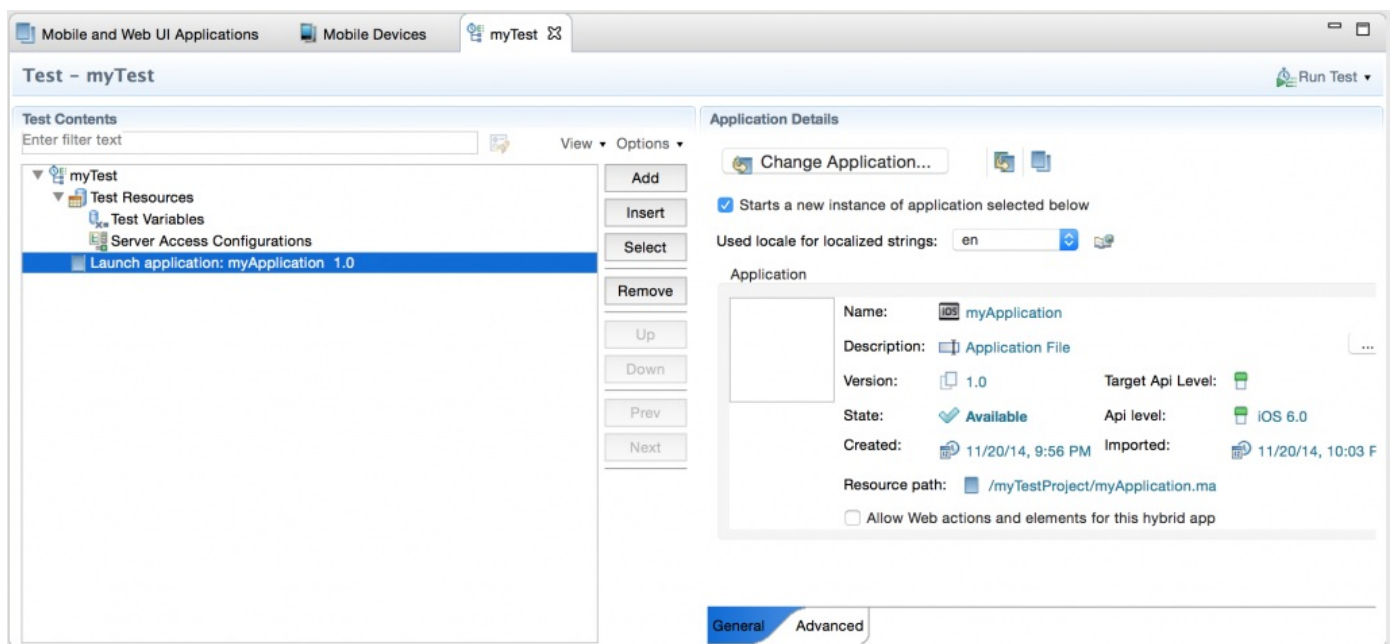 Mobile and Web UI Applications
Mobile Devices
myTest
Test - myTest
Run Test
Test Contents
Enter filter text
View
Options
myTest
Test Resources
Test Variables
Server Access Configurations
Launch application: myApplication 1.0
Add
Insert
Select
Remove
Up
Down
Prev
Next
Application Details
Change Application...
Starts a new instance of application selected below
Used locale for localized strings: en
Application
Name: iOS myApplication
Description: Application File
...
Version: 1.0 Target Api Level:
State: Available Api level: iOS 6.0
Created: 11/20/14, 9:56 PM Imported: 11/20/14, 10:03 P
Resource path: /myTestProject/myApplication.ma
Allow Web actions and elements for this hybrid app
General
Advanced